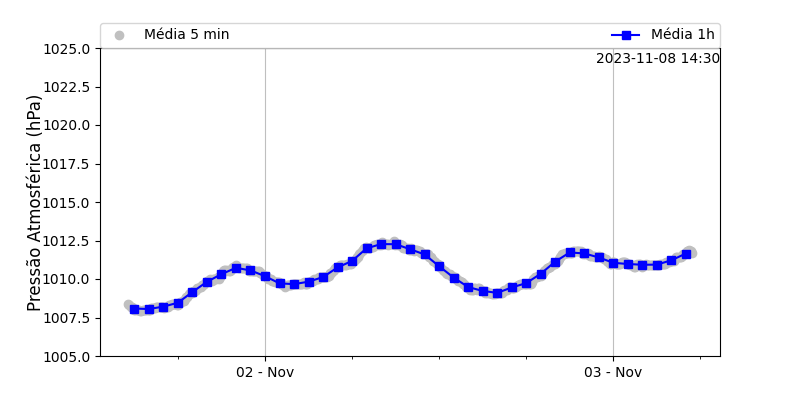 Média 5 min
Média 1h
2023-11-08 14:30
Pressão Atmosférica (hPa)
1025.0
1022.5
1020.0
1017.5
1015.0
1012.5
1010.0
1007.5
1005.0
02 - Nov
03 - Nov